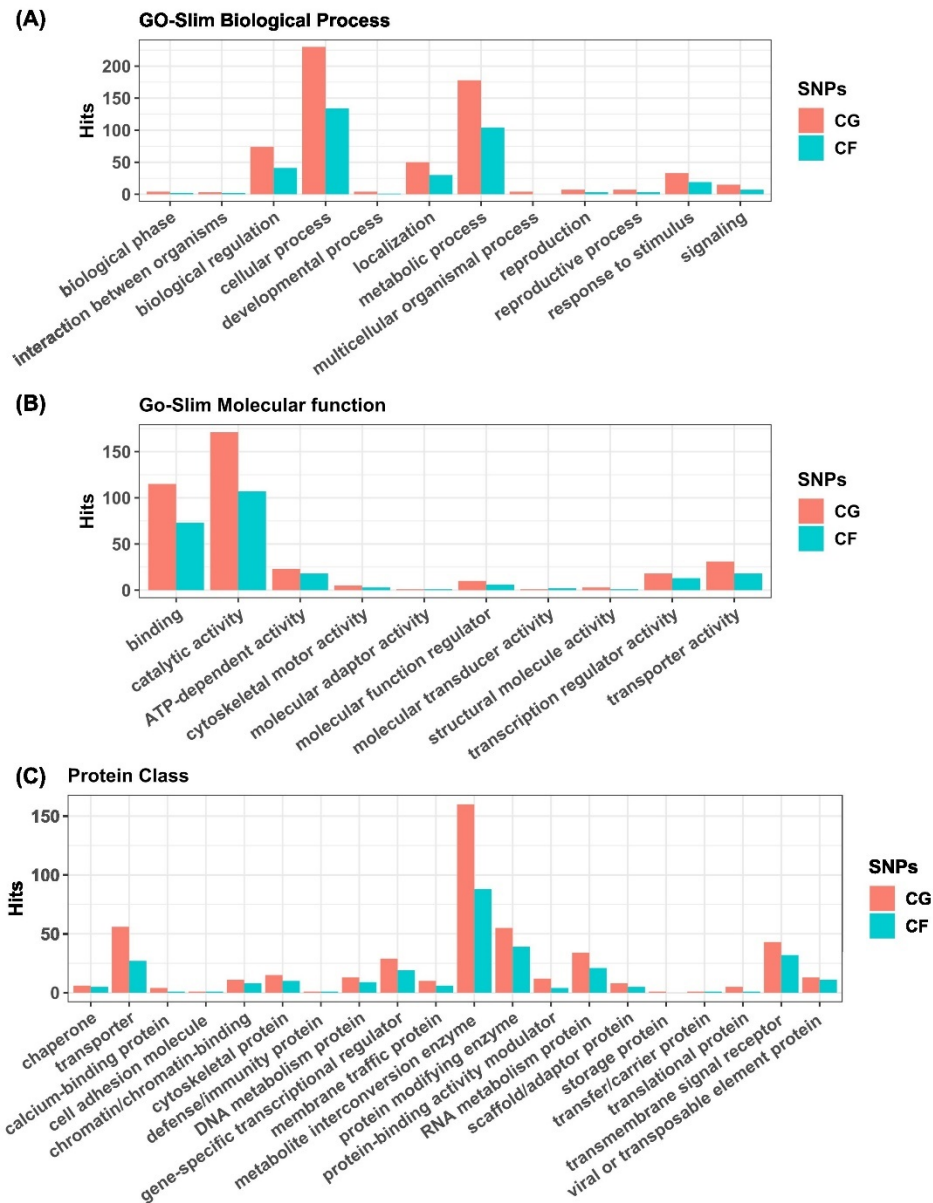 (A) GO-Slim Biological Process
200
150
100
50
0
Hits
SNPs
CG
CF
biological phase
interaction between organisms
biological regulation
cellular process
developmental process
localization
metabolic process
multicellular organismal process
reproduction
reproductive process
response to stimulus
signaling
(B) Go-Slim Molecular function
150
100
50
0
Hits
SNPs
CG
CF
binding
catalytic activity
ATP-dependent activity
cytoskeletal motor activity
molecular adaptor activity
molecular function regulator
molecular transducer activity
structural molecule activity
transcription regulator activity
transporter activity
(C) Protein Class
150
100
50
0
Hits
SNPs
CG
CF
chaperone
transporter
calcium-binding protein
cell adhesion molecule
chromatin/chromatin-binding
cytoskeletal protein
defense/immunity protein
DNA metabolism protein
gene-specific transcriptional regulator
membrane traffic protein
metabolite interconversion enzyme
protein modifying enzyme
protein-binding activity modulator
RNA metabolism protein
scaffold/adaptor protein
storage protein
transfer/carrier protein
translational protein
transmembrane signal receptor
viral or transposable element protein